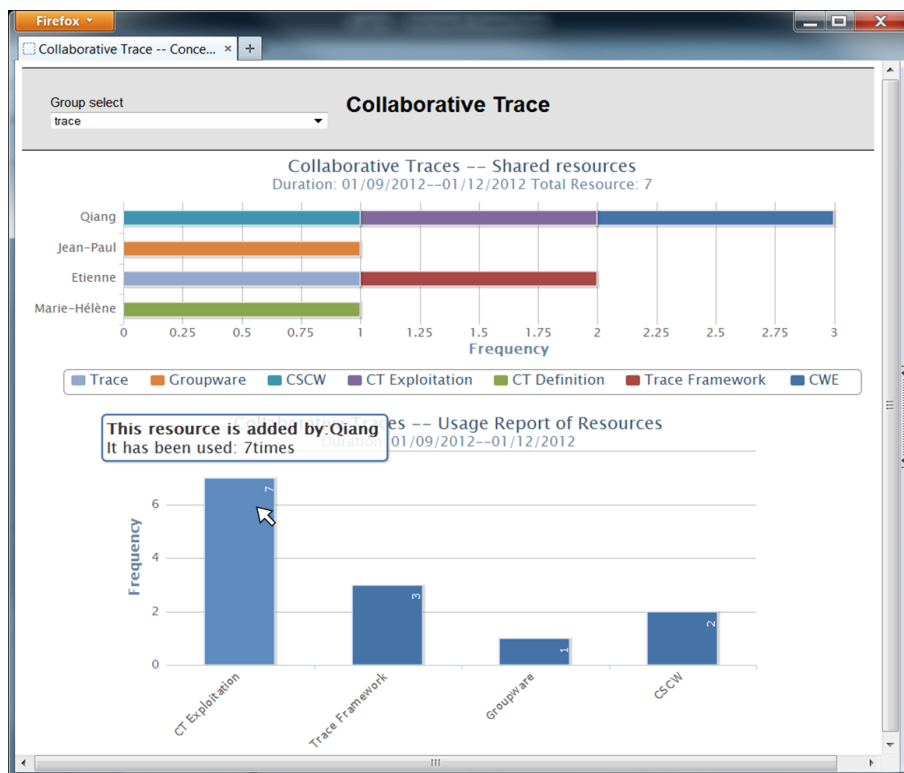 Firefox
Collaborative Trace -- Conce... × +
Group select
trace
Collaborative Trace
Collaborative Traces -- Shared resources
Duration: 01/09/2012--01/12/2012 Total Resource: 7
Qiang
Jean-Paul
Etienne
Marie-Hélène
0 0.25 0.5 0.75 1 1.25 1.5 1.75 2 2.25 2.5 2.75 3
Frequency
Trace Groupware CSCW CT Exploitation CT Definition Trace Framework CWE
Collaborative Traces -- Usage Report of Resources
Duration: 01/09/2012--01/12/2012
This resource is added by:Qiang
It has been used: 7times
Frequency
6
4
2
0
7
3
1
2
CT Exploitation
Trace Framework
Groupware
CSCW